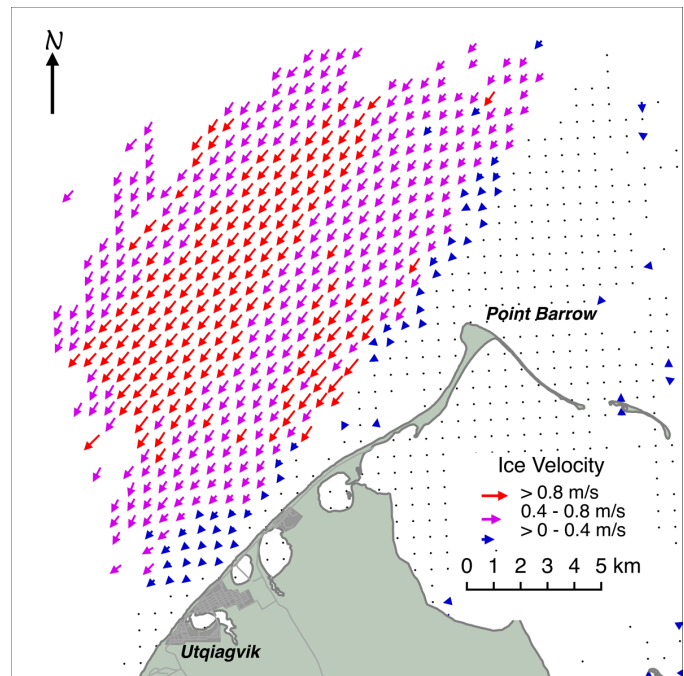 N
Point Barrow
Ice Velocity
> 0.8 m/s
0.4 - 0.8 m/s
> 0 - 0.4 m/s
0 1 2 3 4 5 km
Utqiagvik